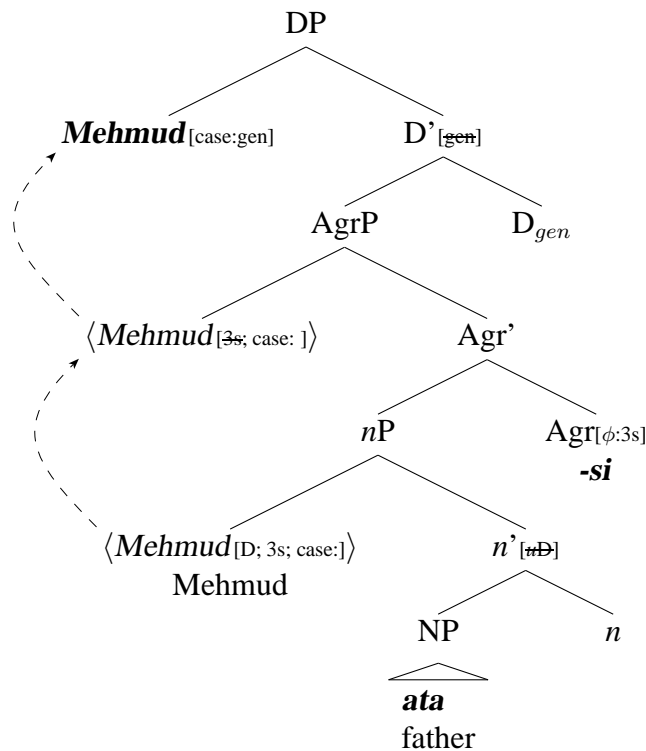 DP
Mehmud[case:gen] D’[gen]
AgrP D_gen
⟨Mehmud[3s; case: ]⟩ Agr’
nP Agr[ϕ:3s]
-si
⟨Mehmud[D; 3s; case:]⟩ n’[uD]
Mehmud
NP n
ata
father